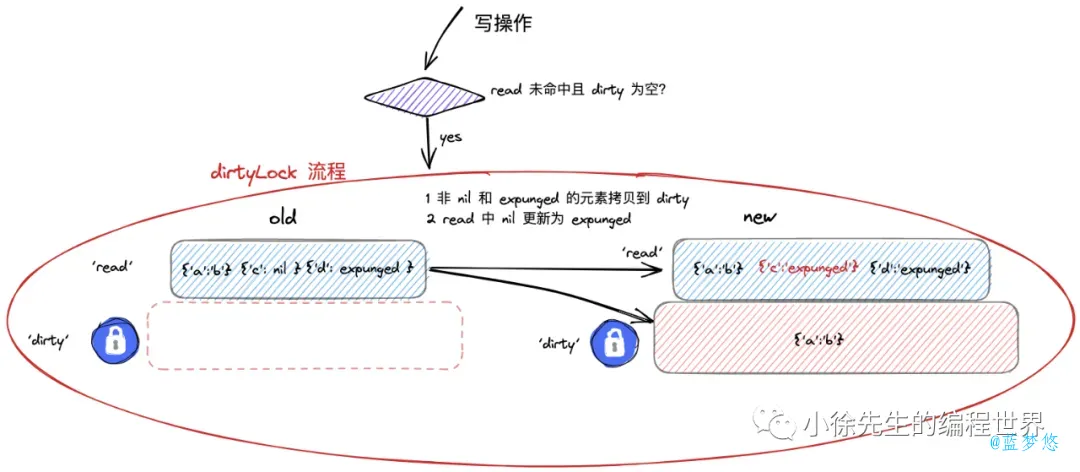 写操作
read 未命中且 dirty 为空?
yes
dirtyLock 流程
1 非 nil 和 expunged 的元素拷贝到 dirty
2 read 中 nil 更新为 expunged
old
new
'read'
{'a':'b'} {'c': nil } {'d': expunged }
'read'
{'a':'b'} {'c':'expunged'} {'d':'expunged'}
'dirty'
'dirty'
{'a':'b'}
小徐先生的编程世界
@蓝梦悠